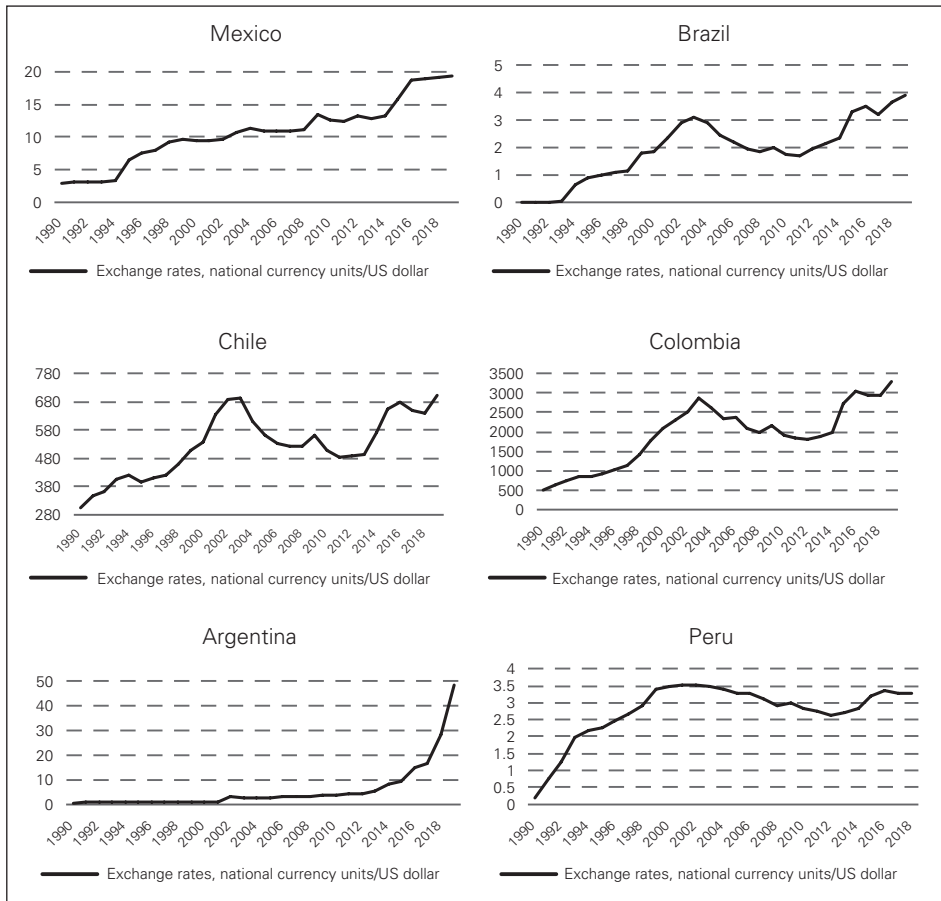 Mexico
20
15
10
5
0
1990 1992 1994 1996 1998 2000 2002 2004 2006 2008 2010 2012 2014 2016 2018
Exchange rates, national currency units/US dollar
Brazil
5
4
3
2
1
0
1990 1992 1994 1996 1998 2000 2002 2004 2006 2008 2010 2012 2014 2016 2018
Exchange rates, national currency units/US dollar
Chile
780
680
580
480
380
280
1990 1992 1994 1996 1998 2000 2002 2004 2006 2008 2010 2012 2014 2016 2018
Exchange rates, national currency units/US dollar
Colombia
3500
3000
2500
2000
1500
1000
500
0
1990 1992 1994 1996 1998 2000 2002 2004 2006 2008 2010 2012 2014 2016 2018
Exchange rates, national currency units/US dollar
Argentina
50
40
30
20
10
0
1990 1992 1994 1996 1998 2000 2002 2004 2006 2008 2010 2012 2014 2016 2018
Exchange rates, national currency units/US dollar
Peru
4
3.5
3
2.5
2
1.5
1
0.5
0
1990 1992 1994 1996 1998 2000 2002 2004 2006 2008 2010 2012 2014 2016 2018
Exchange rates, national currency units/US dollar